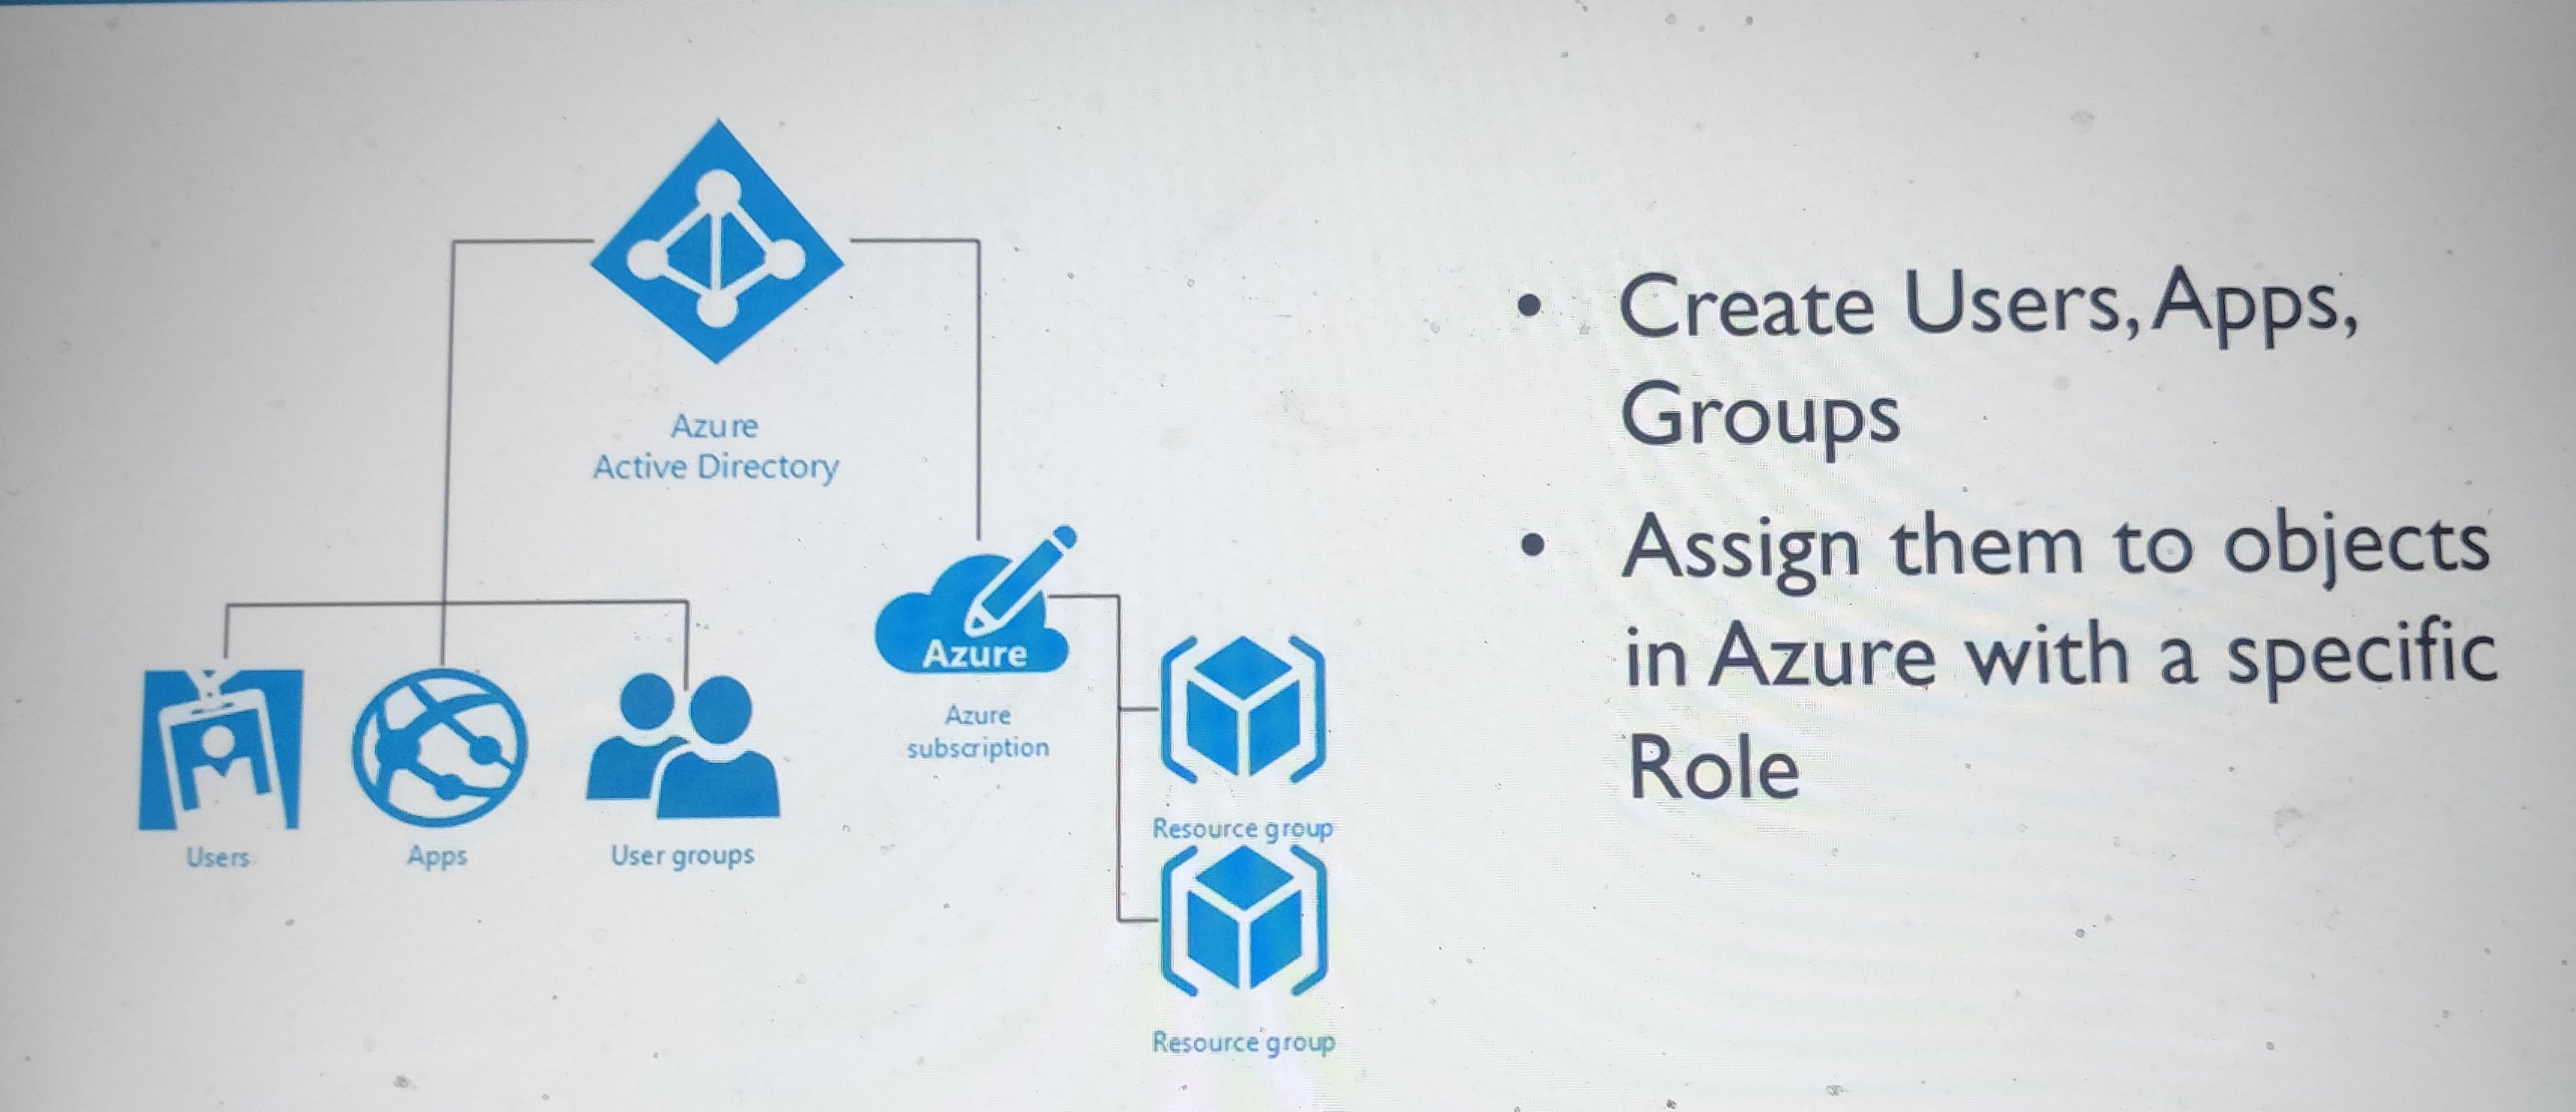 Azure
Active Directory
Users
Apps
User groups
Azure
Azure
subscription
Resource group
Resource group
• Create Users, Apps,
Groups
• Assign them to objects
in Azure with a specific
Role